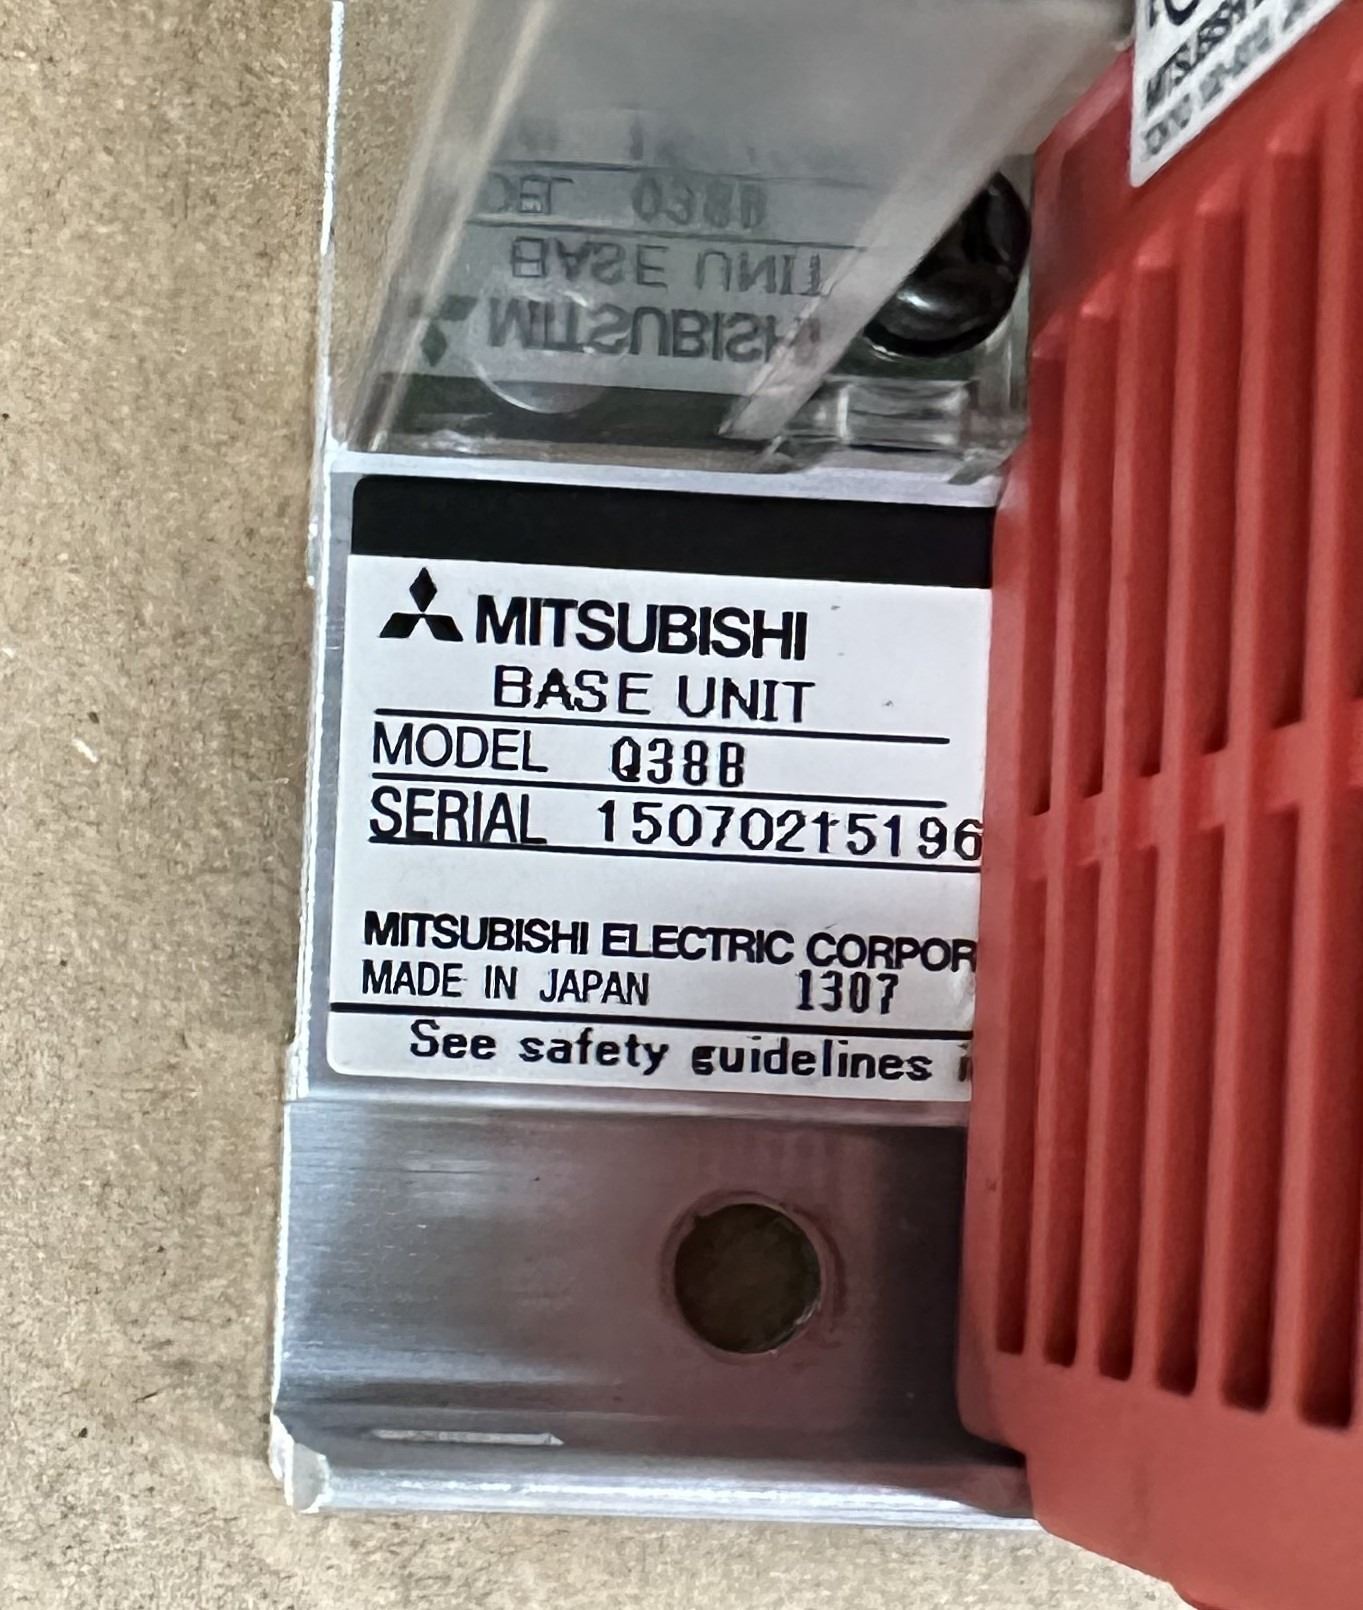 MITSUBISHI
BASE UNIT
MODEL Q38B
SERIAL 15070215196
MITSUBISHI ELECTRIC CORPOR
MADE IN JAPAN 1307
See safety guidelines